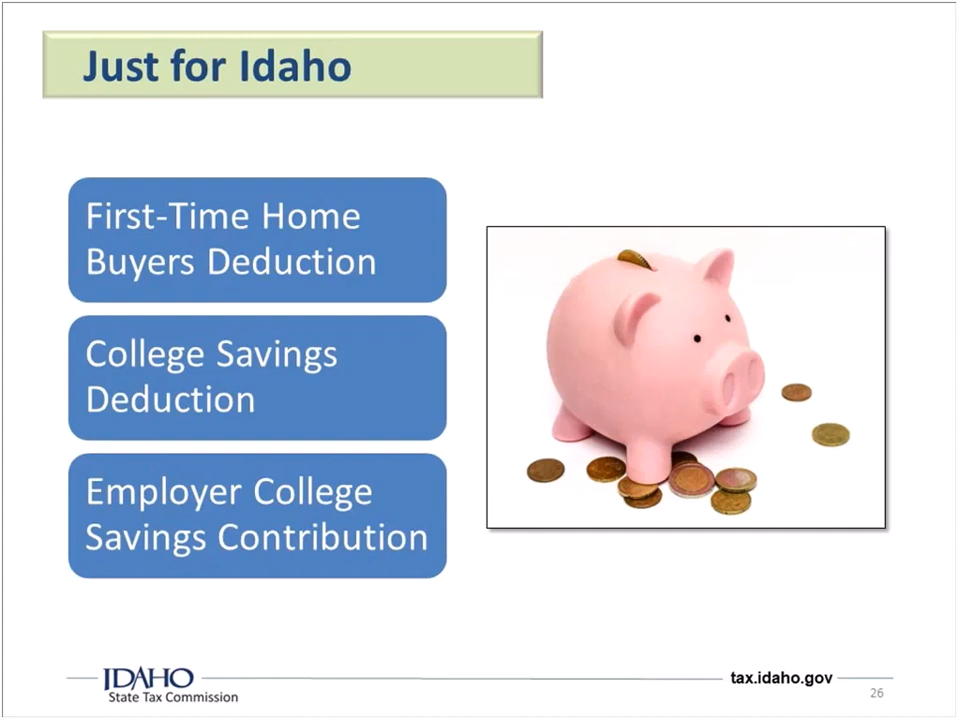 Just for Idaho
First-Time Home
Buyers Deduction
College Savings
Deduction
Employer College
Savings Contribution
IDAHO
State Tax Commission
tax.idaho.gov
26